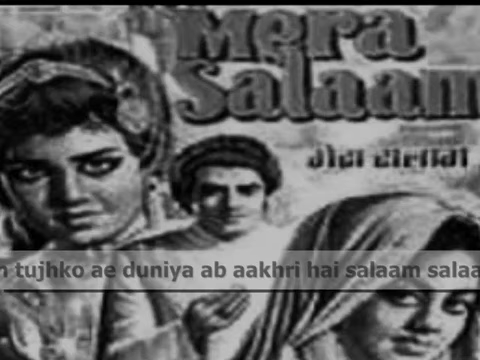 Mera
Salaam
मेरा सलाम
tujhko ae duniya ab aakhri hai salaam